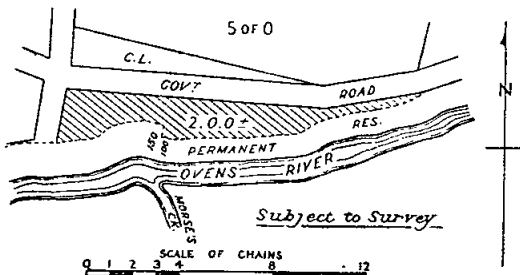 5 OF O
C.L.
GOVT ROAD
2.0.0±
RES.
150
100
PERMANENT
OVENS RIVER
MORSE'S
CK.
N
Subject to Survey
SCALE OF CHAINS
0 1 2 3 4 8 12